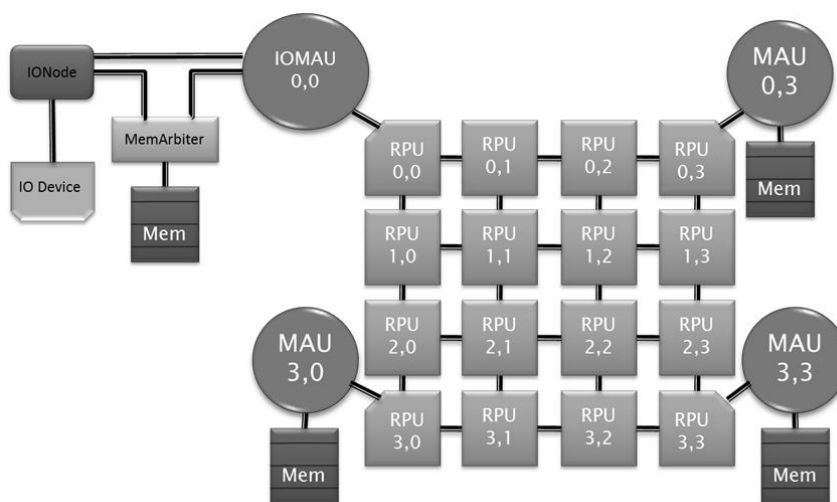 IONode
IOMAU
0,0
MAU
0,3
MemArbiter
IO Device
Mem
Mem
RPU
0,0
RPU
0,1
RPU
0,2
RPU
0,3
RPU
1,0
RPU
1,1
RPU
1,2
RPU
1,3
RPU
2,0
RPU
2,1
RPU
2,2
RPU
2,3
MAU
3,0
MAU
3,3
RPU
3,0
RPU
3,1
RPU
3,2
RPU
3,3
Mem
Mem